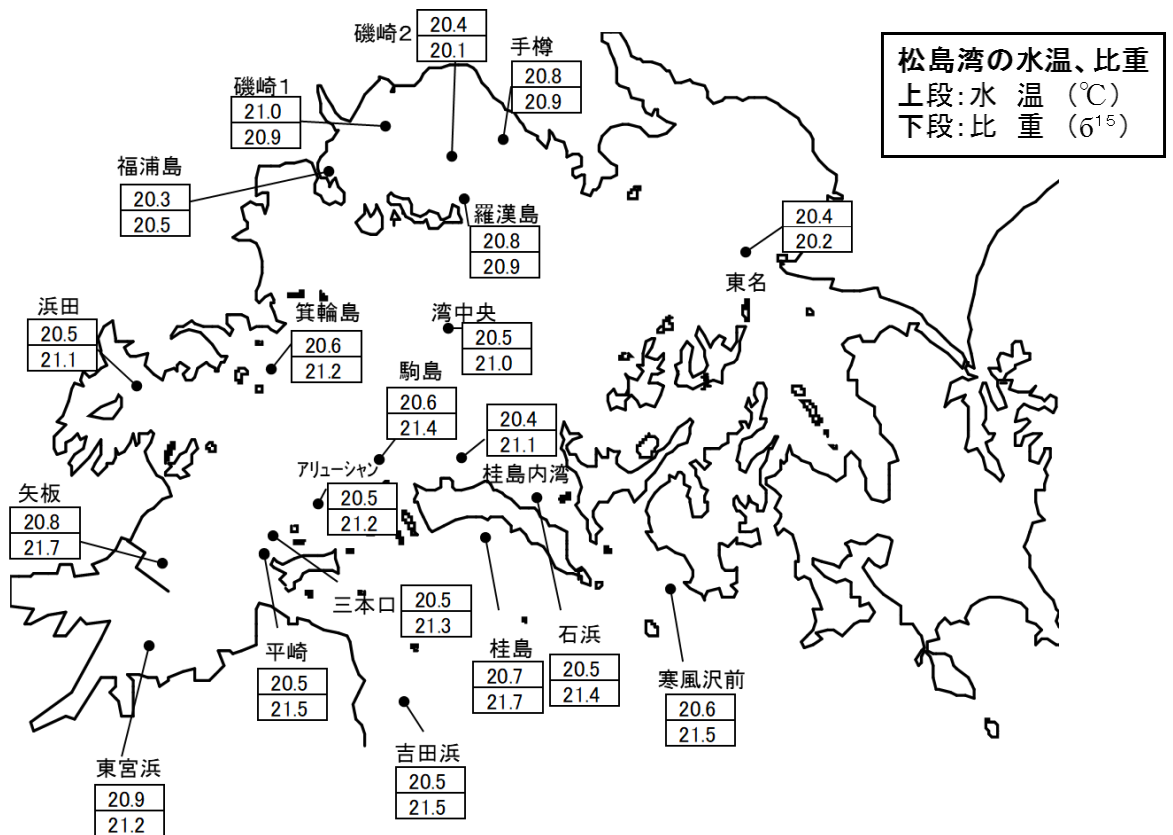 松島湾の水温、比重
上段:水 温 (℃)
下段:比 重 (б¹⁵)
磯崎2
20.4
20.1
手樽
20.8
20.9
磯崎1
21.0
20.9
福浦島
20.3
20.5
羅漢島
20.8
20.9
20.4
20.2
東名
浜田
20.5
21.1
箕輪島
20.6
21.2
湾中央
20.5
21.0
駒島
20.6
21.4
20.4
21.1
桂島内湾
アリューシャン
20.5
21.2
矢板
20.8
21.7
三本口
20.5
21.3
平崎
20.5
21.5
桂島
20.7
21.7
石浜
20.5
21.4
寒風沢前
20.6
21.5
吉田浜
20.5
21.5
東宮浜
20.9
21.2